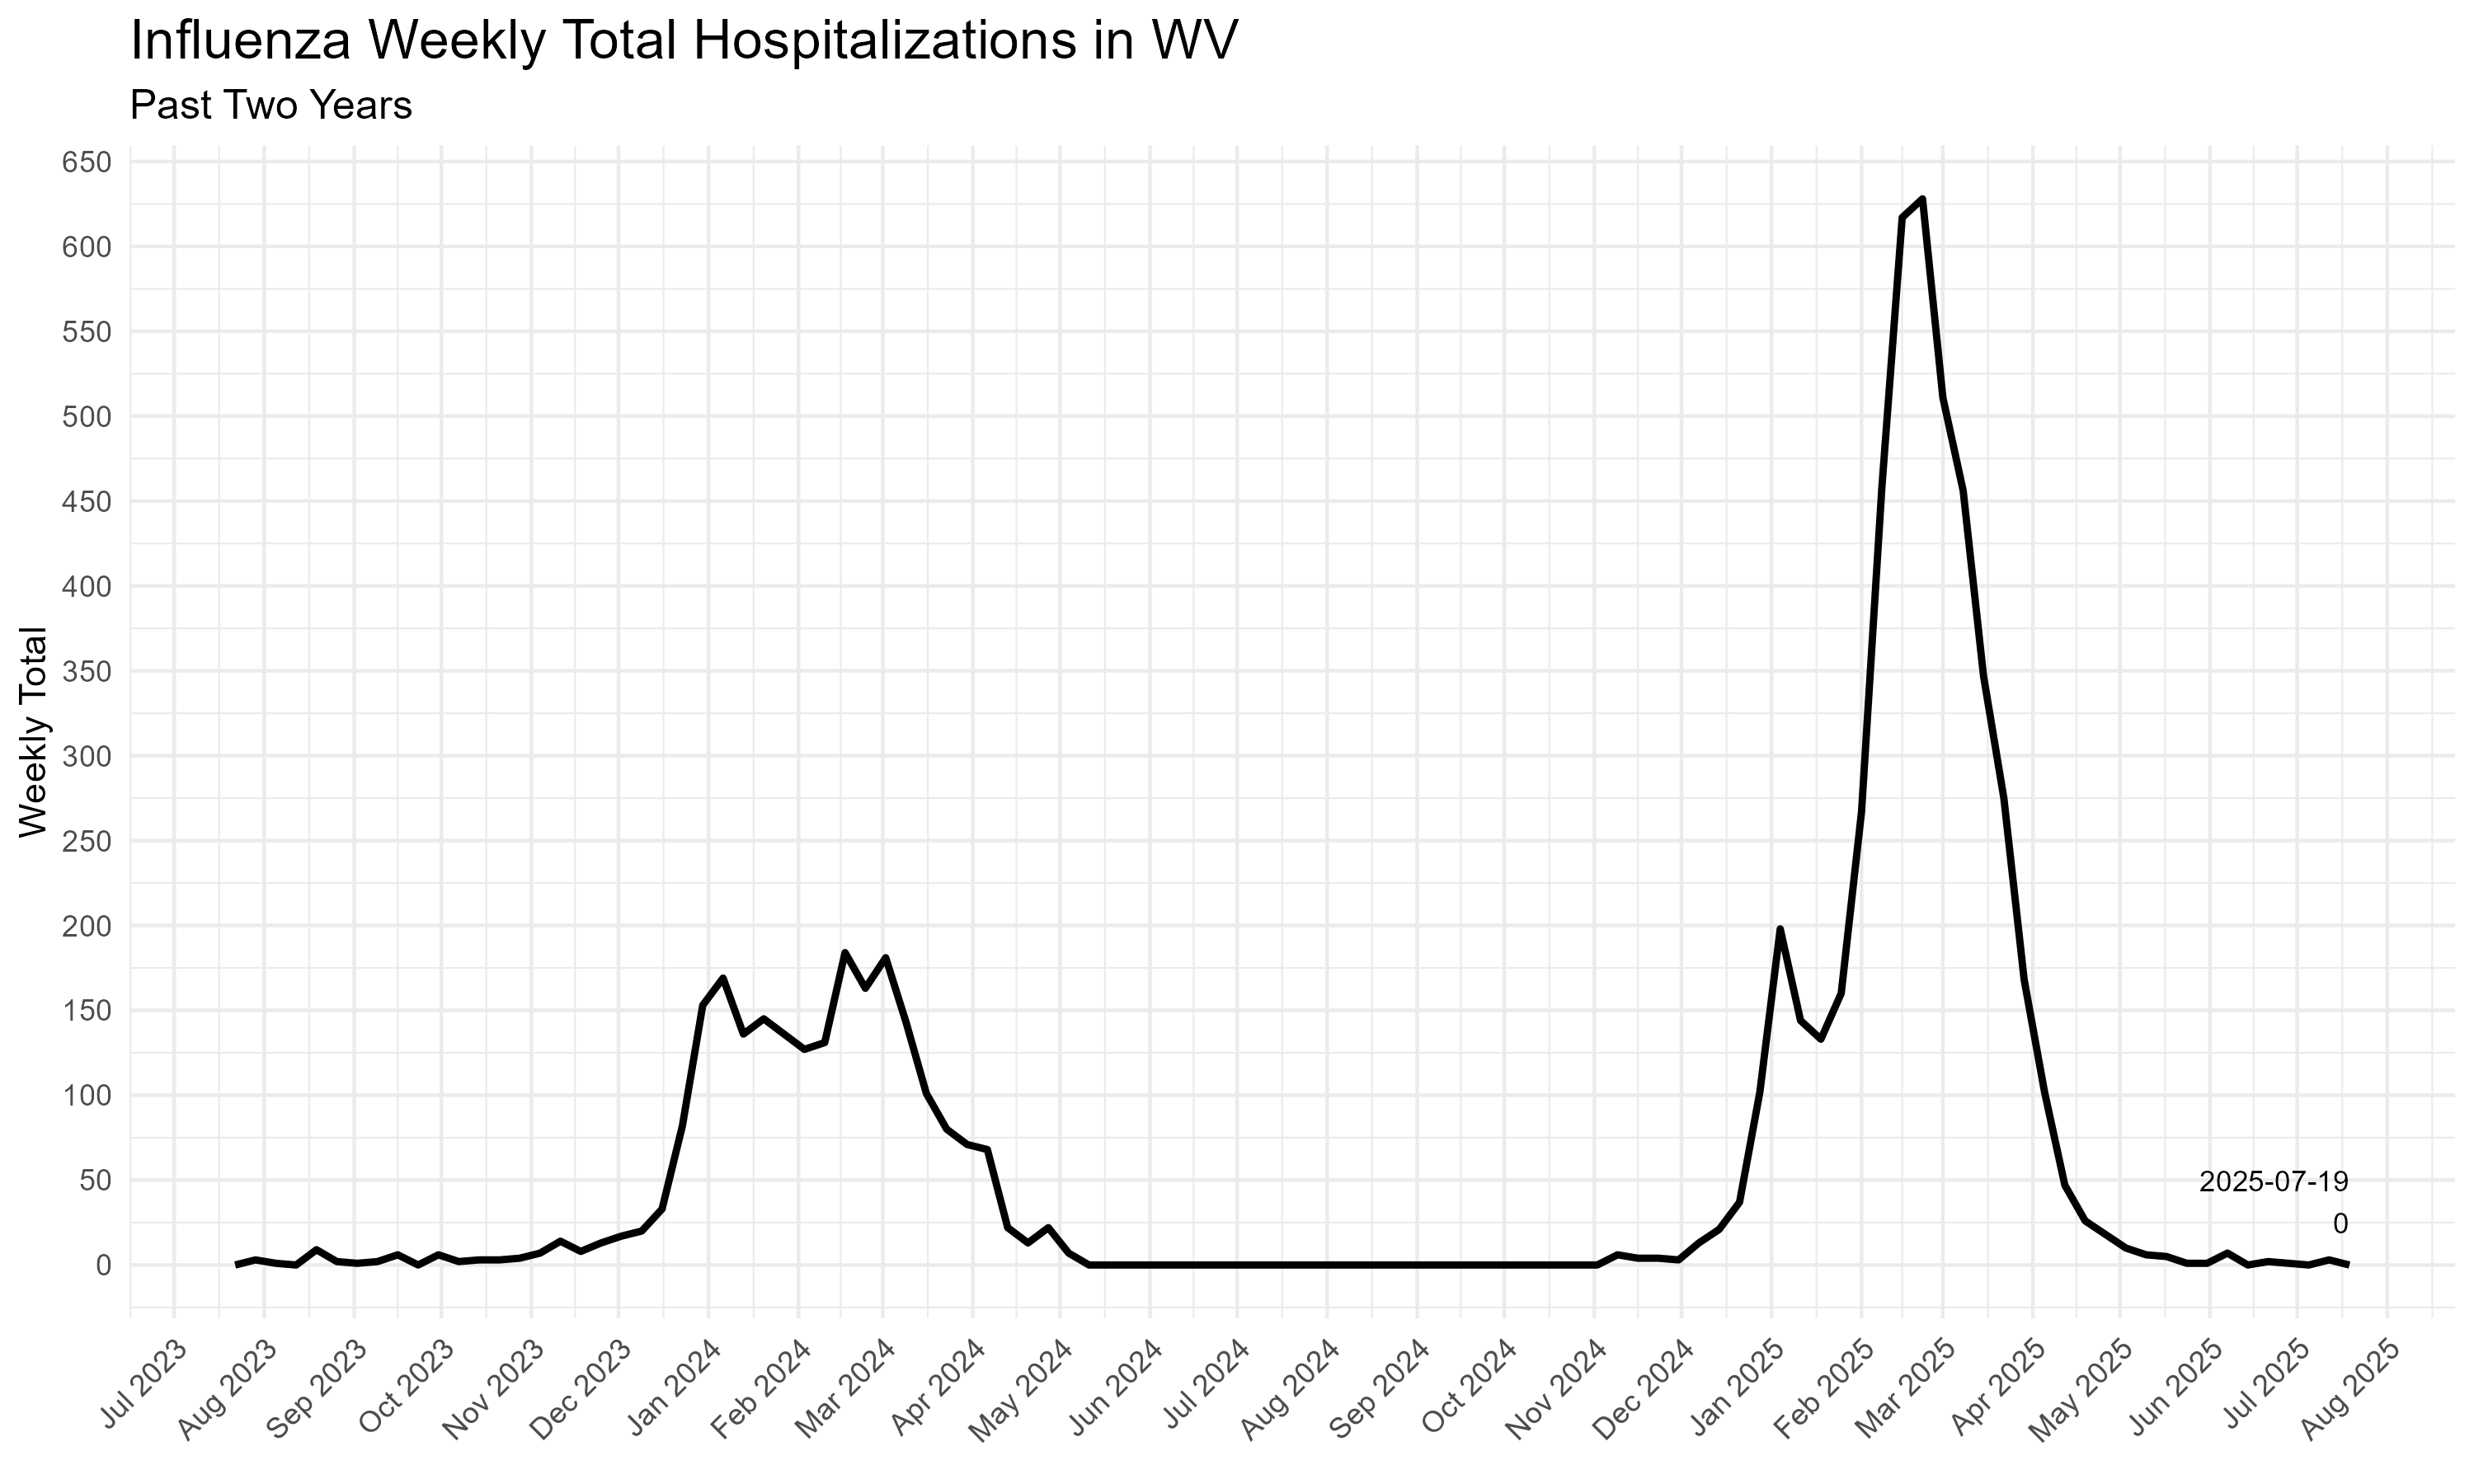 Influenza Weekly Total Hospitalizations in WV
Past Two Years
Weekly Total
650
600
550
500
450
400
350
300
250
200
150
100
50
0
2025-07-19
0
Jul 2023
Aug 2023
Sep 2023
Oct 2023
Nov 2023
Dec 2023
Jan 2024
Feb 2024
Mar 2024
Apr 2024
May 2024
Jun 2024
Jul 2024
Aug 2024
Sep 2024
Oct 2024
Nov 2024
Dec 2024
Jan 2025
Feb 2025
Mar 2025
Apr 2025
May 2025
Jun 2025
Jul 2025
Aug 2025